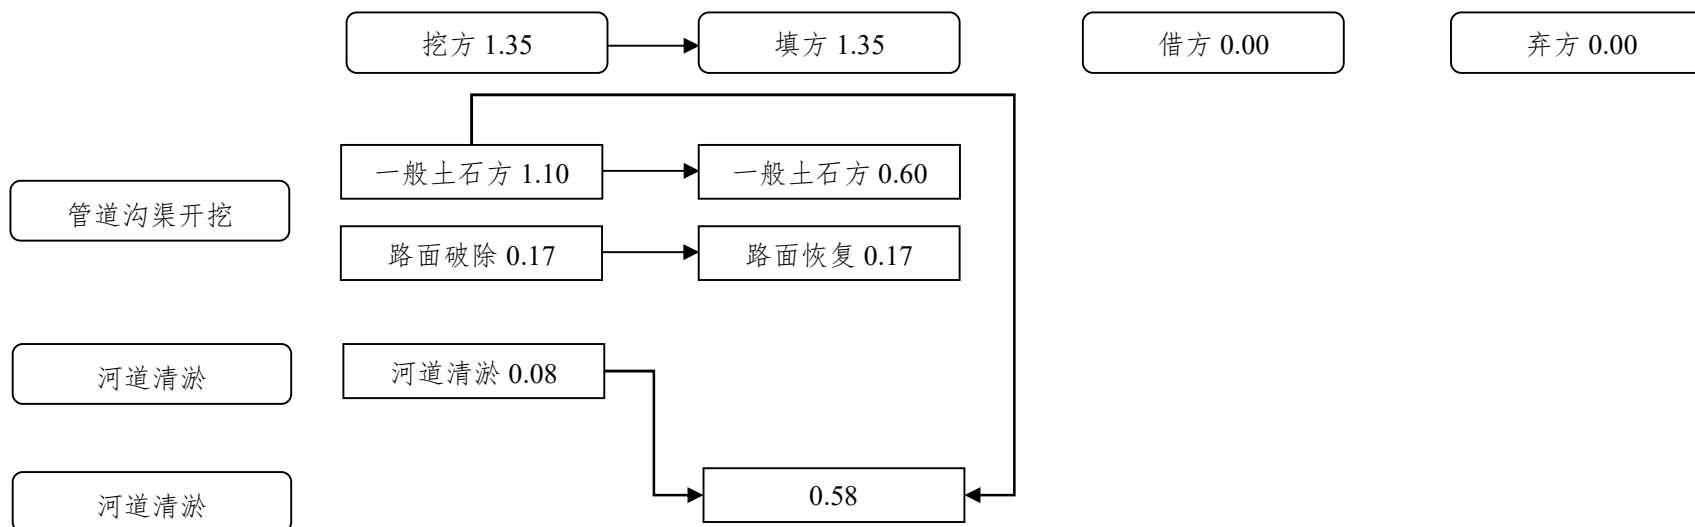 挖方 1.35
填方 1.35
借方 0.00
弃方 0.00
一般土石方 1.10
一般土石方 0.60
管道沟渠开挖
路面破除 0.17
路面恢复 0.17
河道清淤
河道清淤 0.08
河道清淤
0.58